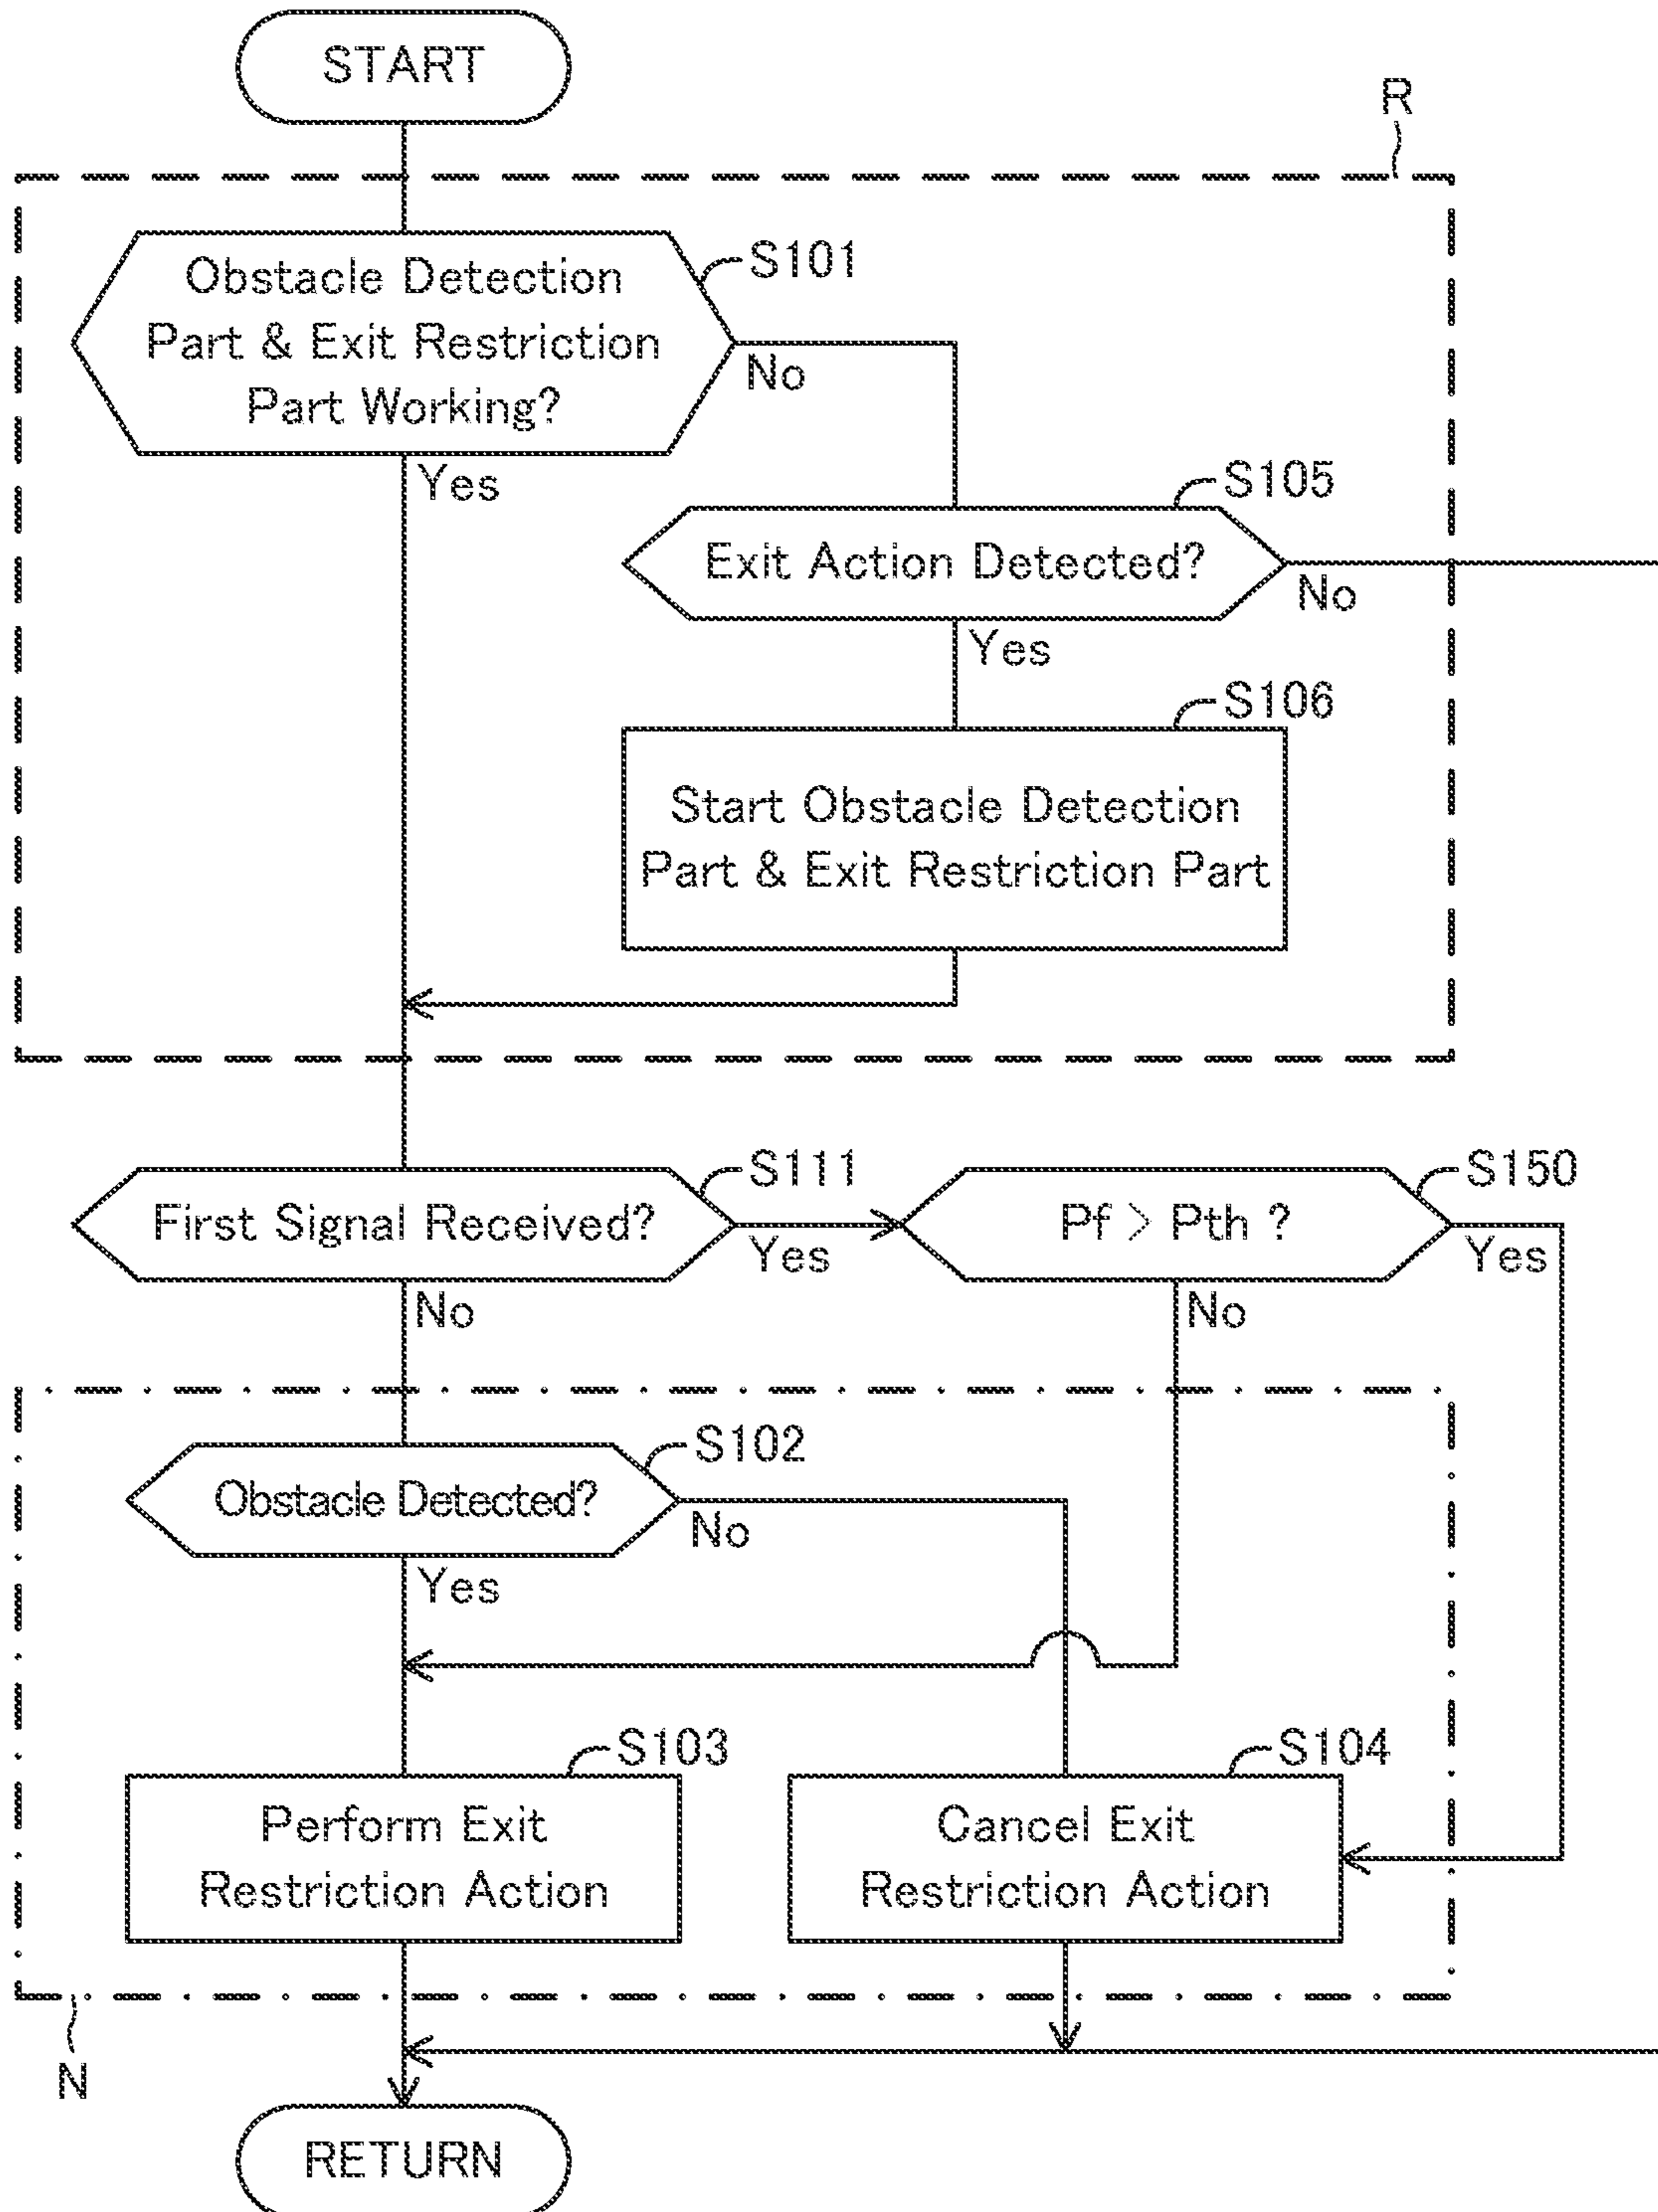 START
R
S101
Obstacle Detection
Part & Exit Restriction
Part Working?
No
Yes
S105
Exit Action Detected?
No
Yes
S106
Start Obstacle Detection
Part & Exit Restriction Part
S111
First Signal Received?
Yes
No
S150
Pf > Pth ?
Yes
No
S102
Obstacle Detected?
No
Yes
S103
Perform Exit
Restriction Action
S104
Cancel Exit
Restriction Action
N
RETURN